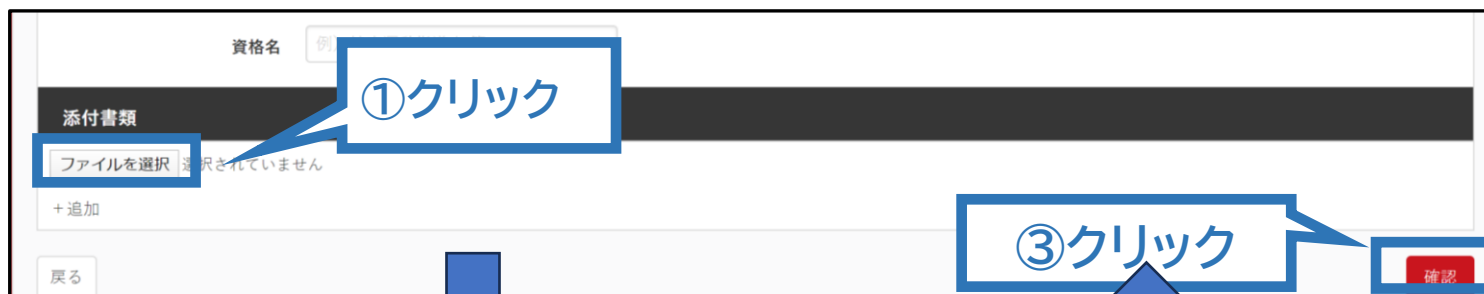 資格名
①クリック
添付書類
ファイルを選択 選択されていません
+追加
③クリック
戻る
確認